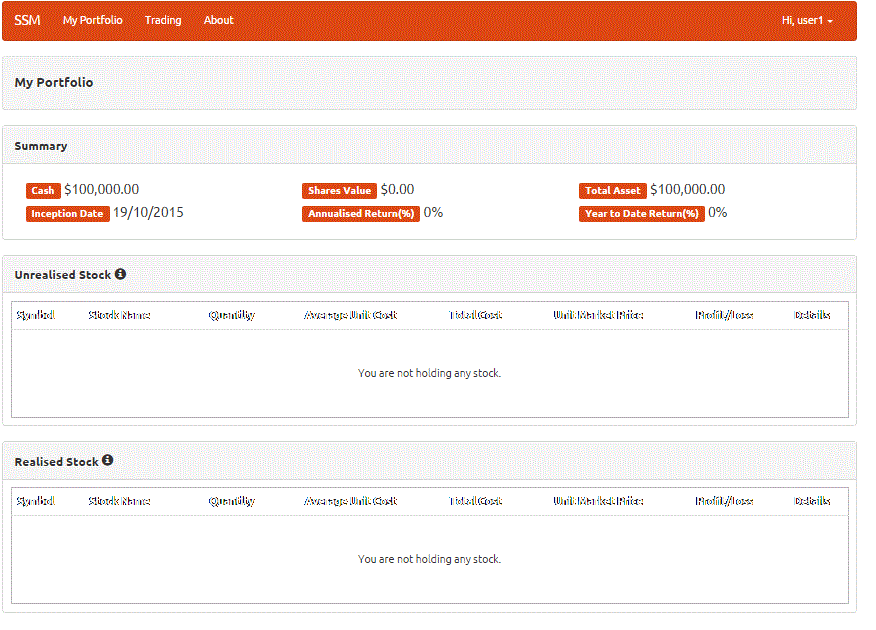 SSM My Portfolio Trading About Hi, user1
My Portfolio
Summary
Cash $100,000.00 Shares Value $0.00 Total Asset $100,000.00
Inception Date 19/10/2015 Annualised Return(%) 0% Year to Date Return(%) 0%
Unrealised Stock
Symbol Stock Name Quantity Average Unit Cost Total Cost Unit Market Price Profit/loss Details
You are not holding any stock.
Realised Stock
Symbol Stock Name Quantity Average Unit Cost Total Cost Unit Market Price Profit/loss Details
You are not holding any stock.